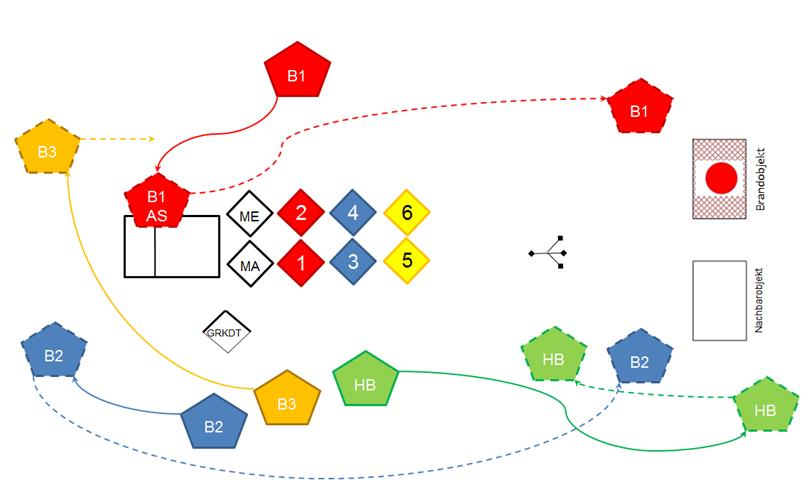 B1
B1
B3
B1
AS
Brandobjekt
ME
2
4
6
MA
1
3
5
Nachbarobjekt
GRKDT
B2
HB
B2
HB
B3
HB
B2